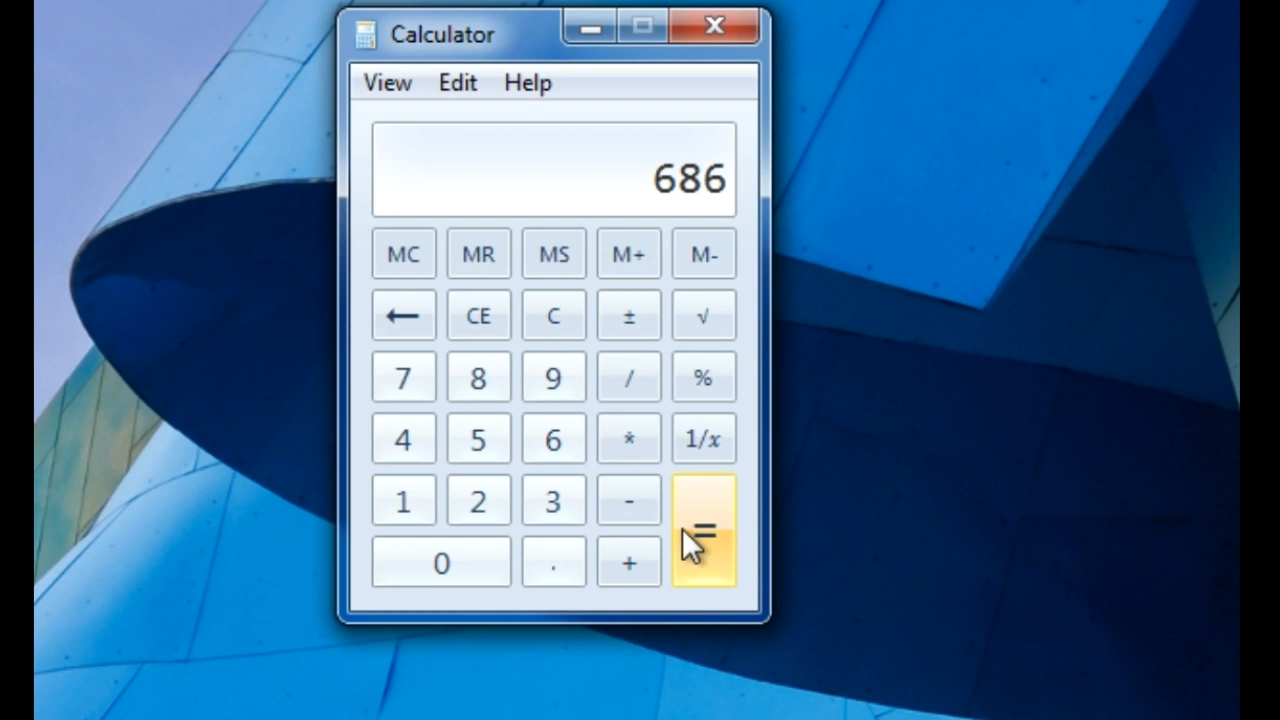 Calculator
View Edit Help
686
MC MR MS M+ M-
← CE C ± √
7 8 9 / %
4 5 6 * 1/x
1 2 3 - =
0 . +